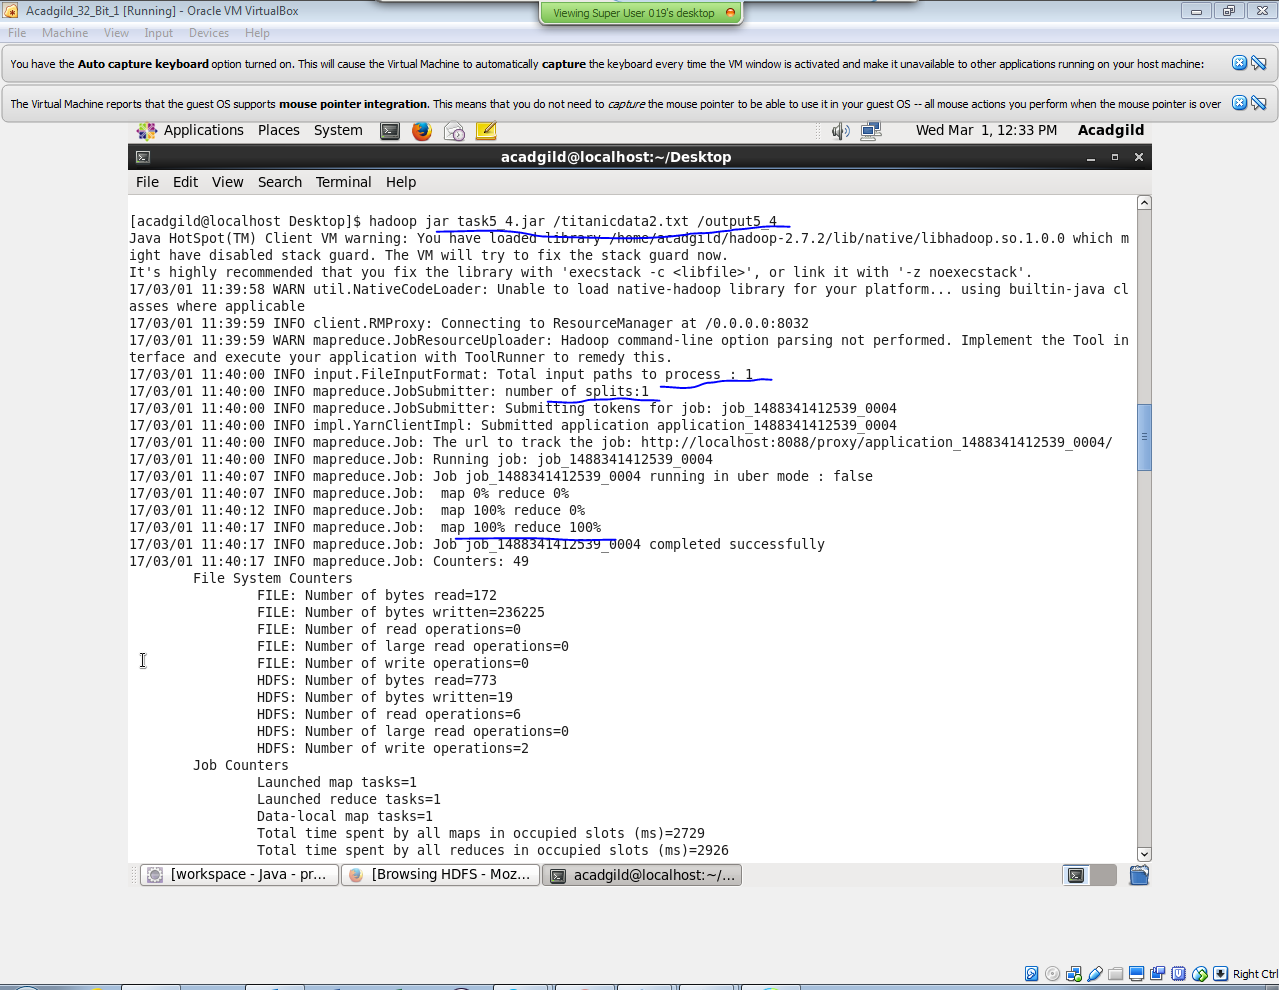 Acadgild_32_Bit_1 [Running] - Oracle VM VirtualBox
Viewing Super User 019's desktop
File Machine View Input Devices Help
You have the Auto capture keyboard option turned on. This will cause the Virtual Machine to automatically capture the keyboard every time the VM window is activated and make it unavailable to other applications running on your host machine:
The Virtual Machine reports that the guest OS supports mouse pointer integration. This means that you do not need to capture the mouse pointer to be able to use it in your guest OS -- all mouse actions you perform when the mouse pointer is over
Applications Places System Wed Mar 1, 12:33 PM Acadgild
acadgild@localhost:~/Desktop
File Edit View Search Terminal Help
[acadgild@localhost Desktop]$ hadoop jar task5_4.jar /titanicdata2.txt /output5_4
Java HotSpot(TM) Client VM warning: You have loaded library /home/acadgild/hadoop-2.7.2/lib/native/libhadoop.so.1.0.0 which m
ight have disabled stack guard. The VM will try to fix the stack guard now.
It's highly recommended that you fix the library with 'execstack -c <libfile>', or link it with '-z noexecstack'.
17/03/01 11:39:58 WARN util.NativeCodeLoader: Unable to load native-hadoop library for your platform... using builtin-java cl
asses where applicable
17/03/01 11:39:59 INFO client.RMProxy: Connecting to ResourceManager at /0.0.0.0:8032
17/03/01 11:39:59 WARN mapreduce.JobResourceUploader: Hadoop command-line option parsing not performed. Implement the Tool in
terface and execute your application with ToolRunner to remedy this.
17/03/01 11:40:00 INFO input.FileInputFormat: Total input paths to process : 1
17/03/01 11:40:00 INFO mapreduce.JobSubmitter: number of splits:1
17/03/01 11:40:00 INFO mapreduce.JobSubmitter: Submitting tokens for job: job_1488341412539_0004
17/03/01 11:40:00 INFO impl.YarnClientImpl: Submitted application application_1488341412539_0004
17/03/01 11:40:00 INFO mapreduce.Job: The url to track the job: http://localhost:8088/proxy/application_1488341412539_0004/
17/03/01 11:40:00 INFO mapreduce.Job: Running job: job_1488341412539_0004
17/03/01 11:40:07 INFO mapreduce.Job: Job job_1488341412539_0004 running in uber mode : false
17/03/01 11:40:07 INFO mapreduce.Job:  map 0% reduce 0%
17/03/01 11:40:12 INFO mapreduce.Job:  map 100% reduce 0%
17/03/01 11:40:17 INFO mapreduce.Job:  map 100% reduce 100%
17/03/01 11:40:17 INFO mapreduce.Job: Job job_1488341412539_0004 completed successfully
17/03/01 11:40:17 INFO mapreduce.Job: Counters: 49
File System Counters
FILE: Number of bytes read=172
FILE: Number of bytes written=236225
FILE: Number of read operations=0
FILE: Number of large read operations=0
FILE: Number of write operations=0
HDFS: Number of bytes read=773
HDFS: Number of bytes written=19
HDFS: Number of read operations=6
HDFS: Number of large read operations=0
HDFS: Number of write operations=2
Job Counters
Launched map tasks=1
Launched reduce tasks=1
Data-local map tasks=1
Total time spent by all maps in occupied slots (ms)=2729
Total time spent by all reduces in occupied slots (ms)=2926
[workspace - Java - pr... [Browsing HDFS - Moz... acadgild@localhost:~/...
Right Ctrl